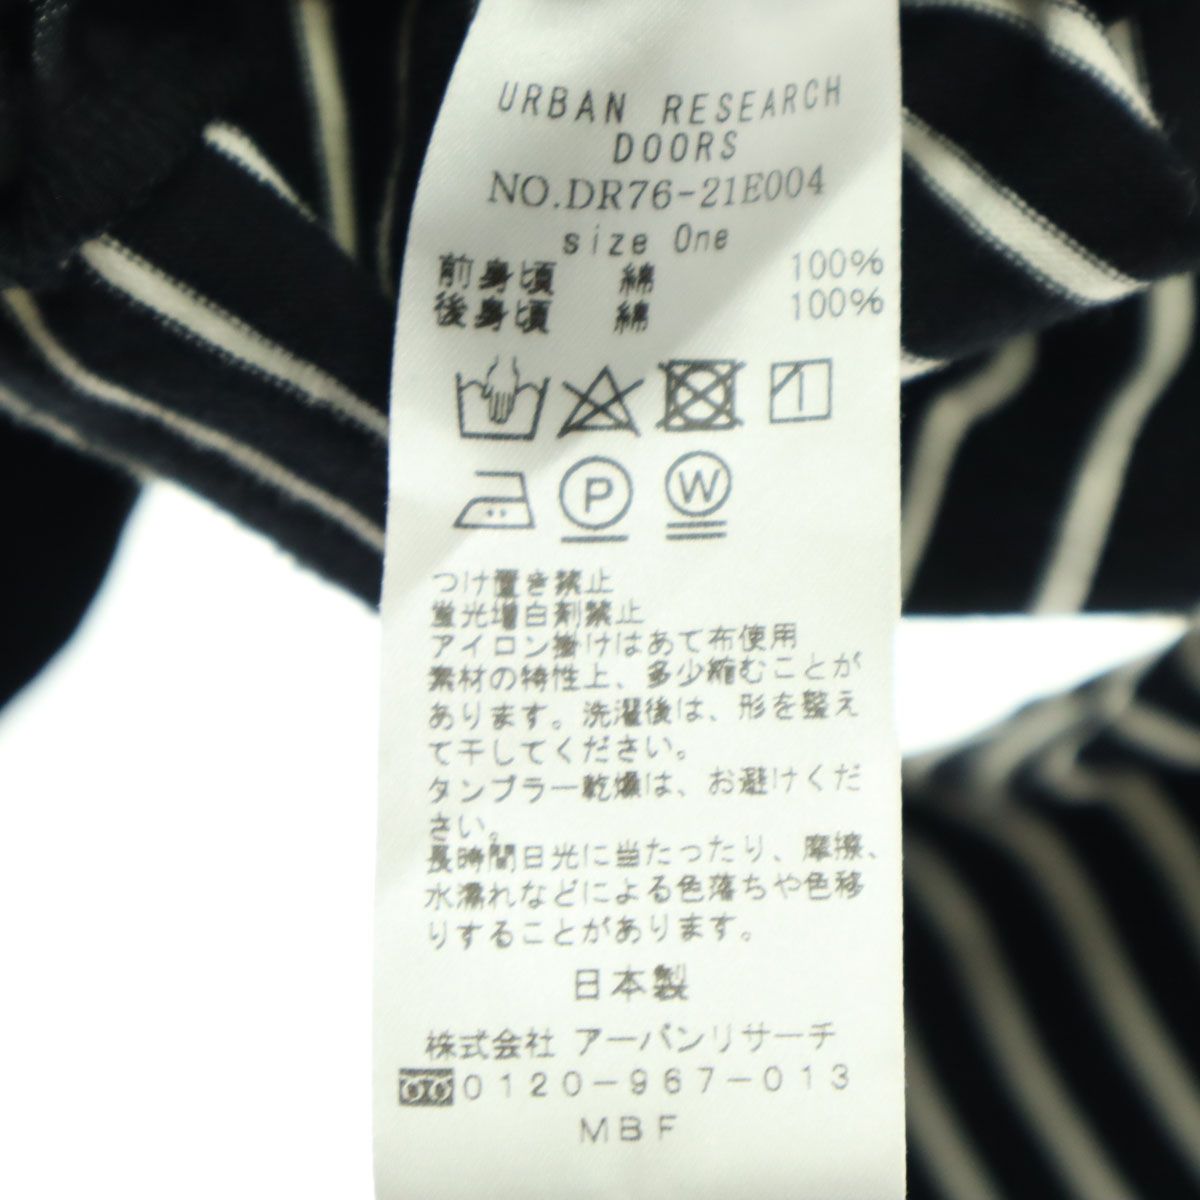 URBAN RESEARCH
DOORS
NO.DR76-21E004
size One
前身頃 綿 100%
後身頃 綿 100%
P W
つけ置き禁止
蛍光増白剤禁止
アイロン掛けはあて布使用
素材の特性上、多少縮むことが
あります。洗濯後は、形を整え
て干してください。
タンブラー乾燥は、お避けくだ
さい。
長時間日光に当たったり、摩擦、
水濡れなどによる色落ちや色移
りすることがあります。
日本製
株式会社 アーバンリサーチ
0120-967-013
MBF